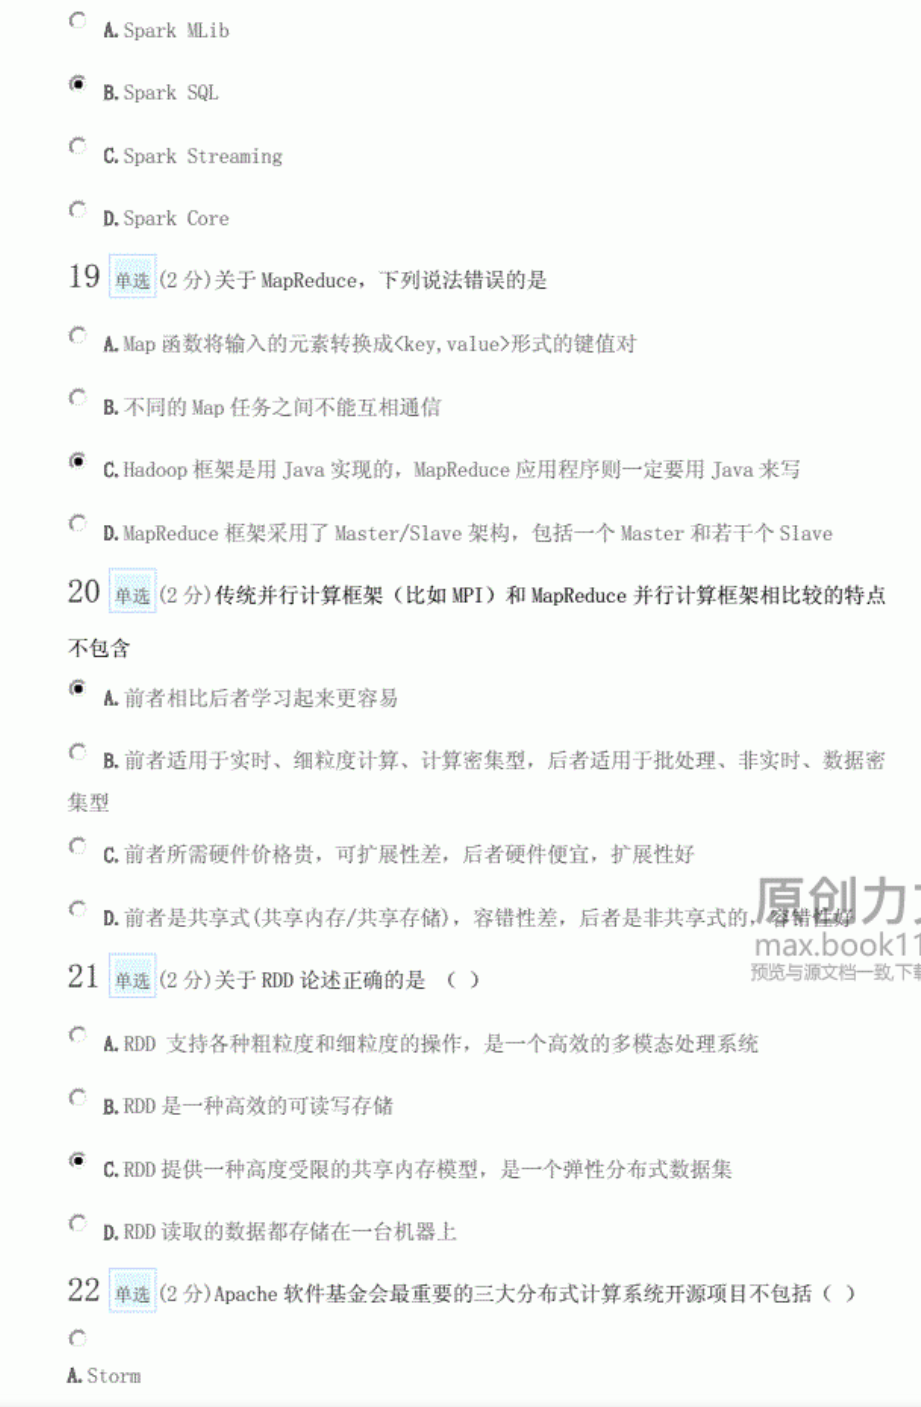 A.Spark MLib
B.Spark SQL
C.Spark Streaming
D.Spark Core
19 单选 (2 分)关于 MapReduce，下列说法错误的是
A.Map 函数将输入的元素转换成<key,value>形式的键值对
B.不同的 Map 任务之间不能互相通信
C.Hadoop 框架是用 Java 实现的，MapReduce 应用程序则一定要用 Java 来写
D.MapReduce 框架采用了 Master/Slave 架构，包括一个 Master 和若干个 Slave
20 单选 (2 分)传统并行计算框架（比如 MPI）和 MapReduce 并行计算框架相比较的特点
不包含
A.前者相比后者学习起来更容易
B.前者适用于实时、细粒度计算、计算密集型，后者适用于批处理、非实时、数据密
集型
C.前者所需硬件价格贵，可扩展性差，后者硬件便宜，扩展性好
D.前者是共享式(共享内存/共享存储)，容错性差，后者是非共享式的，容错性好
原创力
max.book11
预览与源文档一致,下载
21 单选 (2 分)关于 RDD 论述正确的是 （ ）
A.RDD 支持各种粗粒度和细粒度的操作，是一个高效的多模态处理系统
B.RDD 是一种高效的可读写存储
C.RDD 提供一种高度受限的共享内存模型，是一个弹性分布式数据集
D.RDD 读取的数据都存储在一台机器上
22 单选 (2 分)Apache 软件基金会最重要的三大分布式计算系统开源项目不包括（ ）
A.Storm